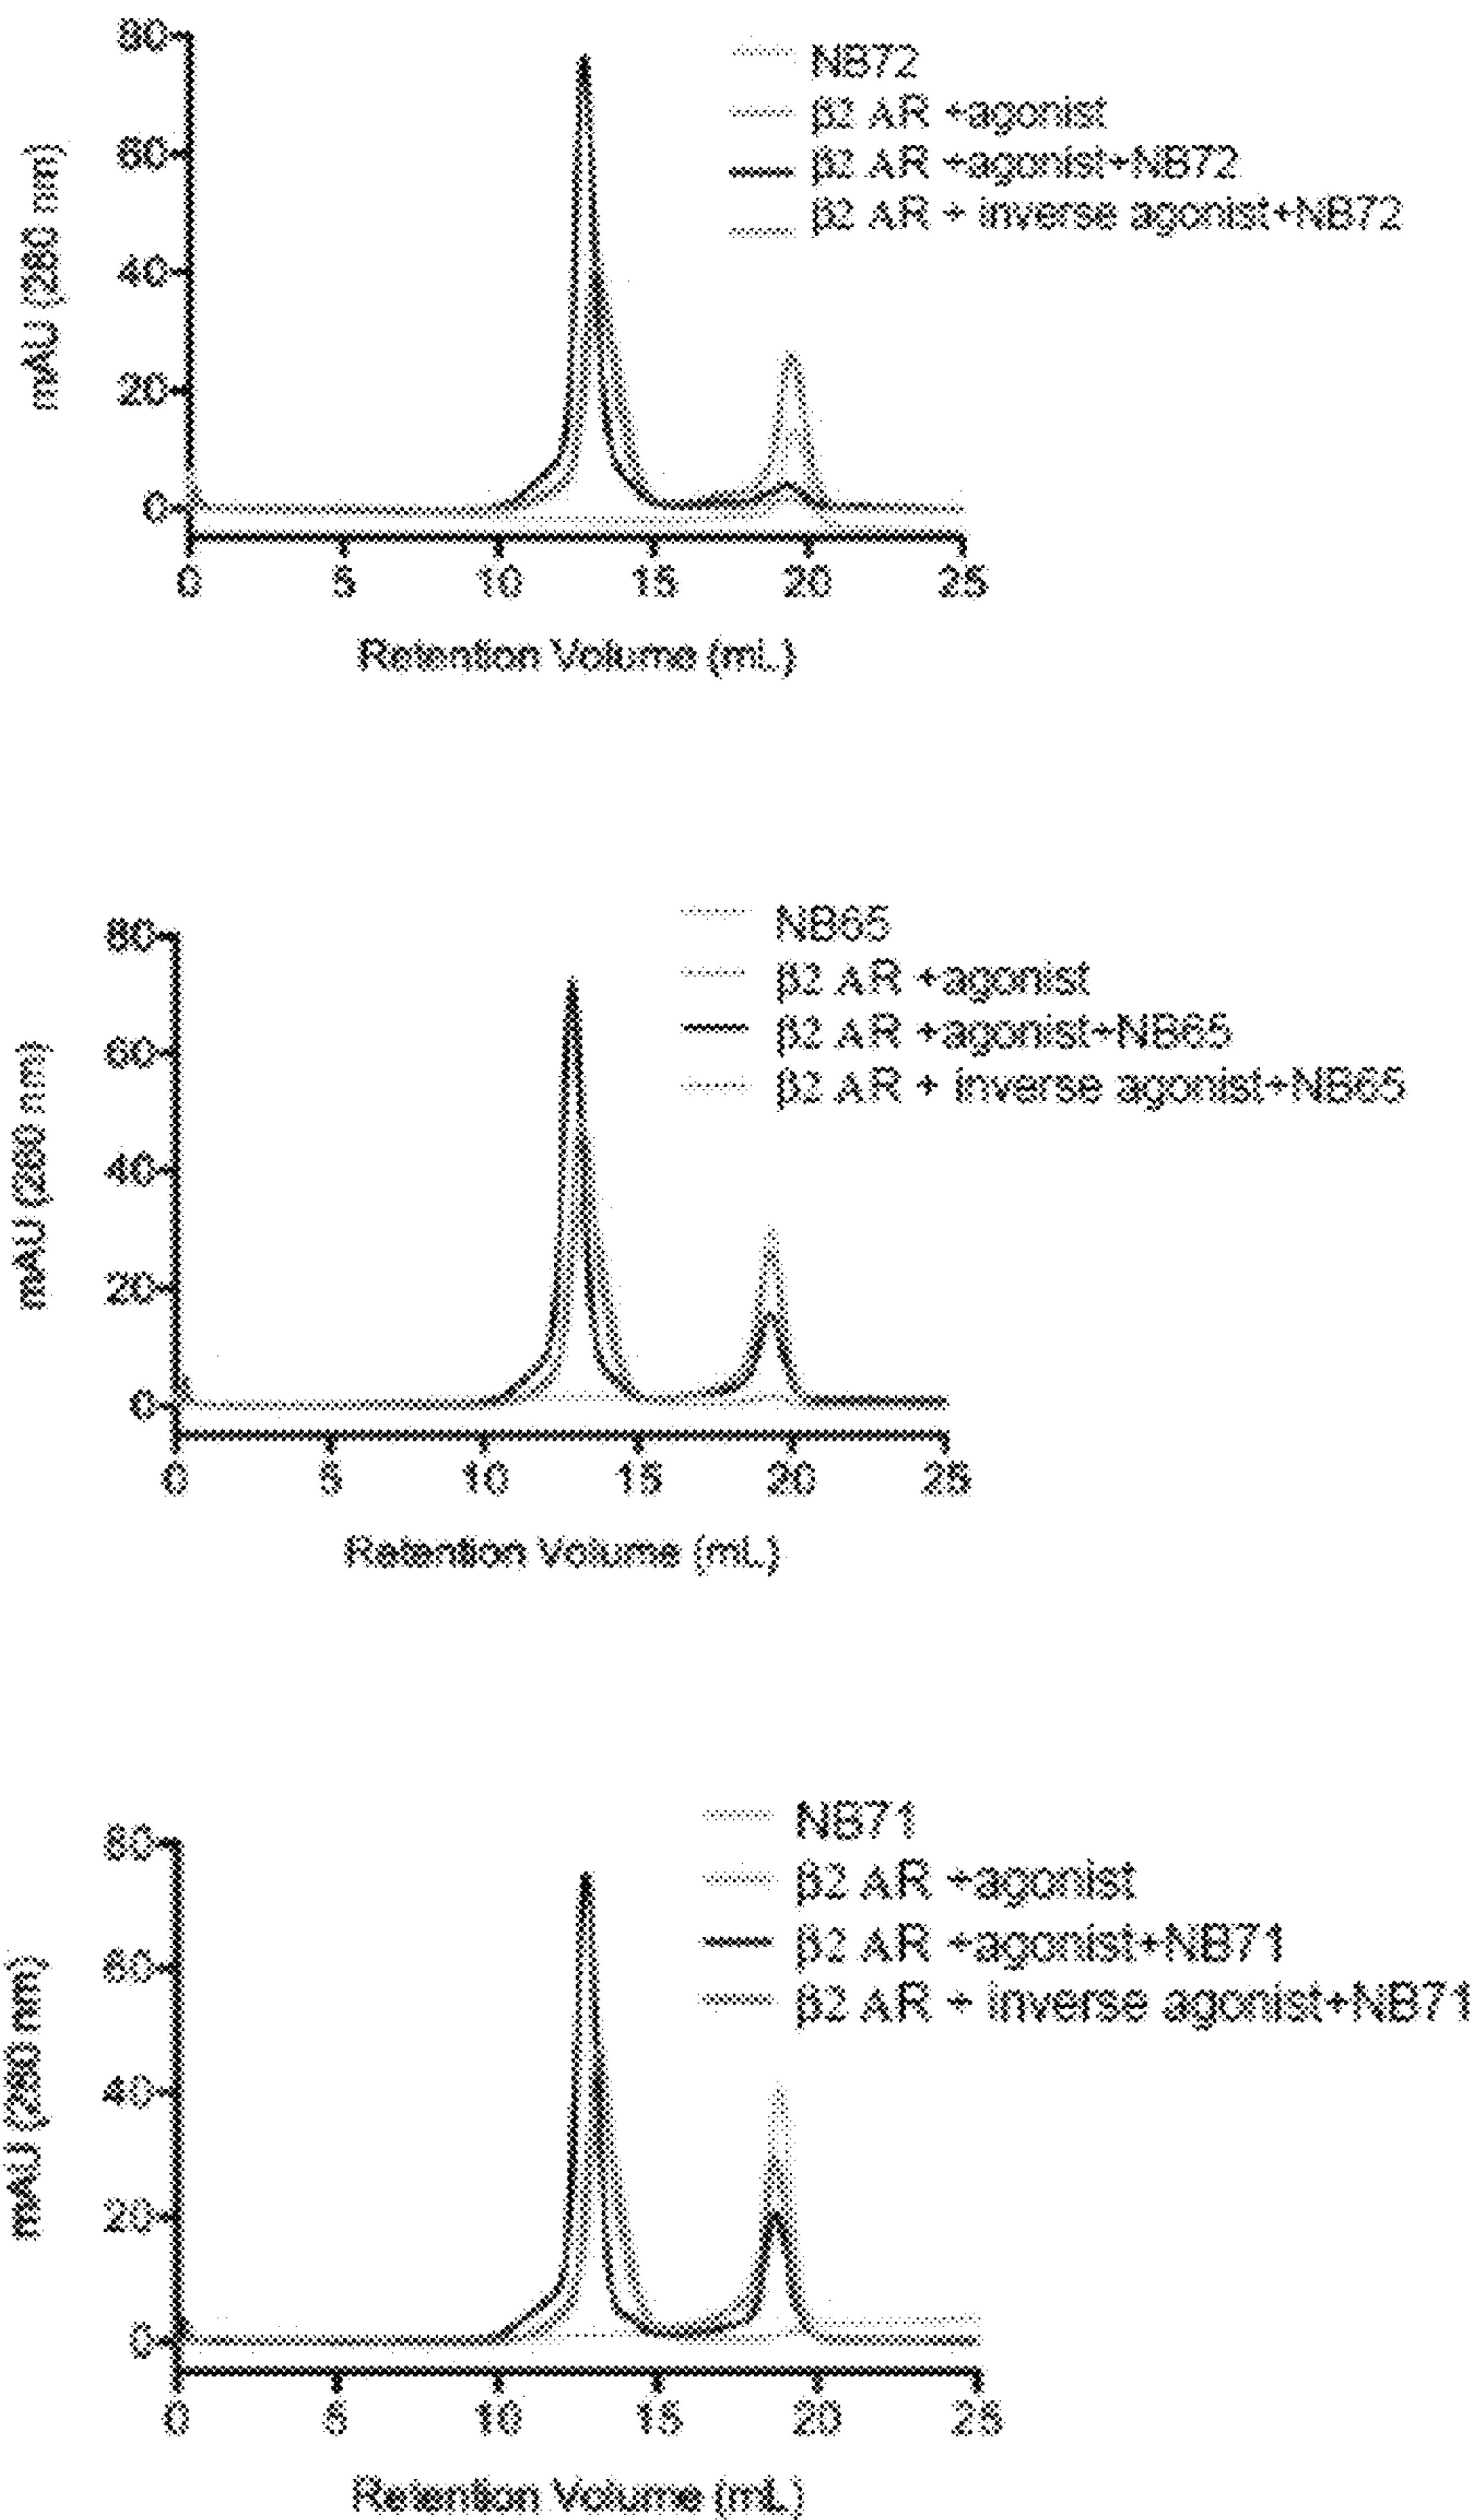 80
60
40
20
0
mAU (280 nm)
NB72
β2 AR +agonist
β2 AR +agonist+NB72
β2 AR + inverse agonist+NB72
0 5 10 15 20 25
Retention Volume (mL)
80
60
40
20
0
mAU (280 nm)
NB65
β2 AR +agonist
β2 AR +agonist+NB65
β2 AR + inverse agonist+NB65
0 5 10 15 20 25
Retention Volume (mL)
80
60
40
20
0
mAU (280 nm)
NB71
β2 AR +agonist
β2 AR +agonist+NB71
β2 AR + inverse agonist+NB71
0 5 10 15 20 25
Retention Volume (mL)